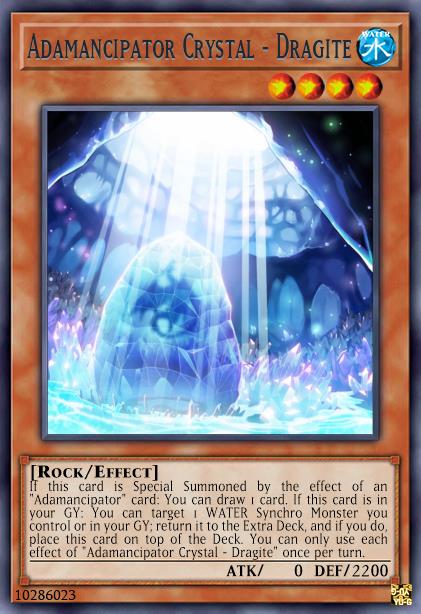 Adamancipator Crystal - Dragite
WATER
水
[Rock/Effect]
If this card is Special Summoned by the effect of an
"Adamancipator" card: You can draw 1 card. If this card is in
your GY: You can target 1 WATER Synchro Monster you
control or in your GY; return it to the Extra Deck, and if you do,
place this card on top of the Deck. You can only use each
effect of "Adamancipator Crystal - Dragite" once per turn.
ATK/ 0 DEF/2200
10286023